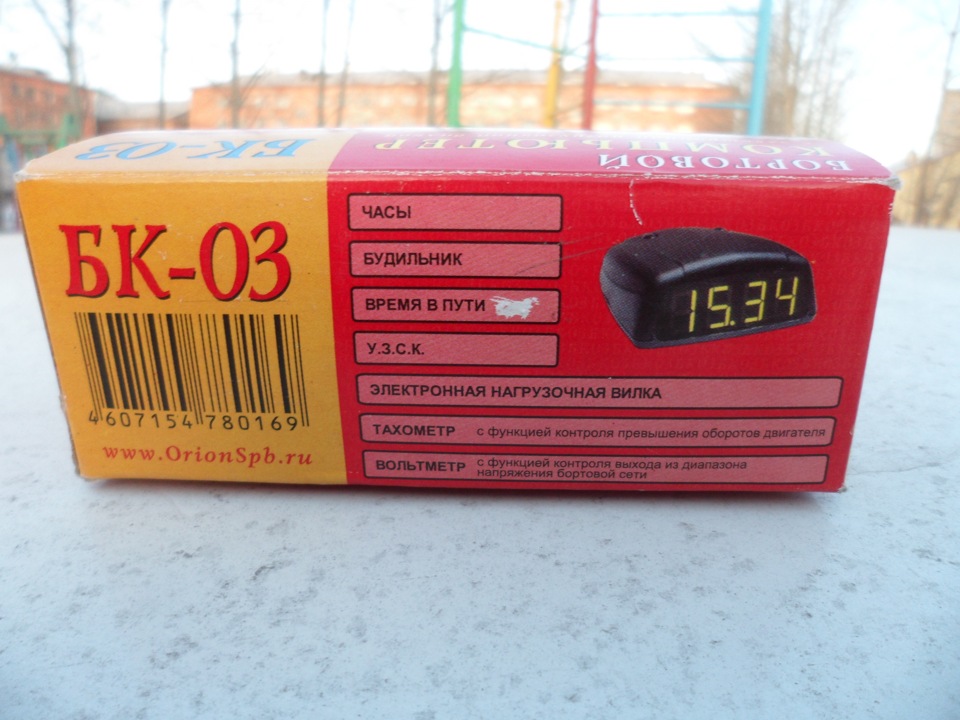 БОРТОВОЙ
КОМПЬЮТЕР
БК-03
БК-03
4607154780169
www.OrionSpb.ru
ЧАСЫ
БУДИЛЬНИК
ВРЕМЯ В ПУТИ
У.З.С.К.
ЭЛЕКТРОННАЯ НАГРУЗОЧНАЯ ВИЛКА
ТАХОМЕТР с функцией контроля превышения оборотов двигателя
ВОЛЬТМЕТР с функцией контроля выхода из диапазона
напряжения бортовой сети
15.34